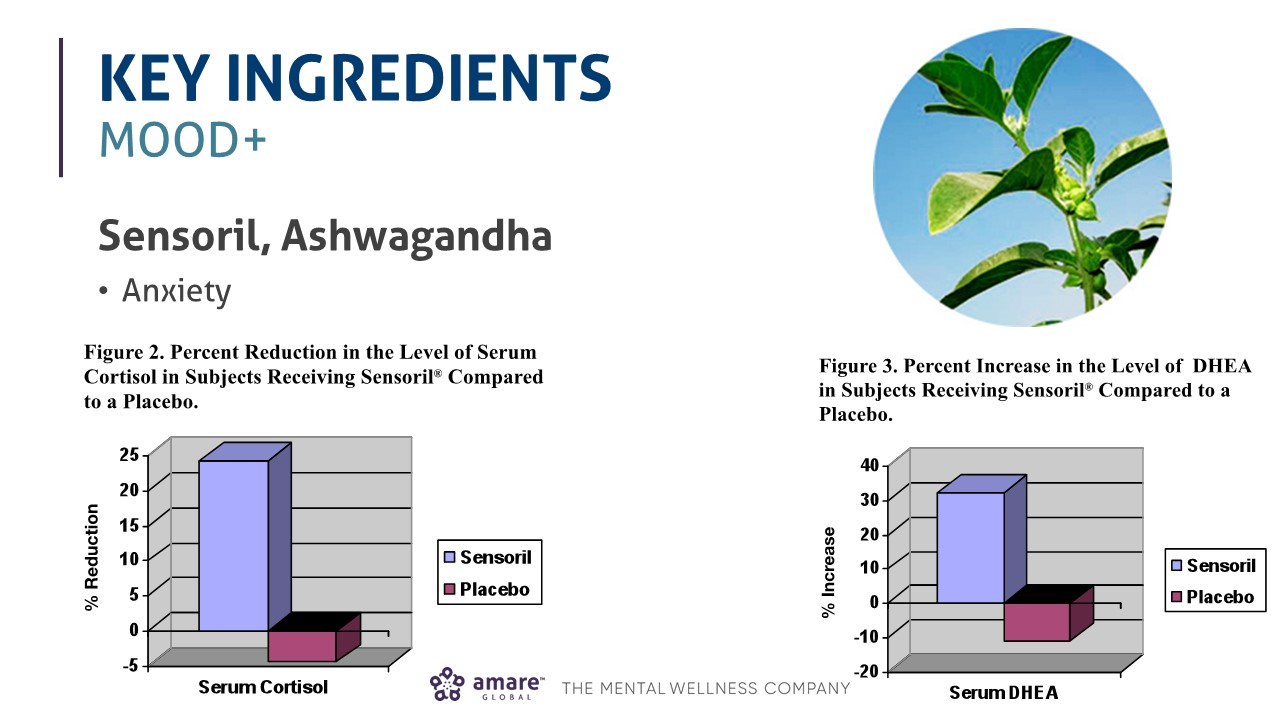 KEY INGREDIENTS
MOOD+
Sensoril, Ashwagandha
• Anxiety
Figure 2. Percent Reduction in the Level of Serum
Cortisol in Subjects Receiving Sensoril® Compared
to a Placebo.
25
20
15
10
5
0
-5
% Reduction
Serum Cortisol
Sensoril
Placebo
Figure 3. Percent Increase in the Level of DHEA
in Subjects Receiving Sensoril® Compared to a
Placebo.
40
30
20
10
0
-10
-20
% Increase
Serum DHEA
Sensoril
Placebo
amare™
GLOBAL
THE MENTAL WELLNESS COMPANY